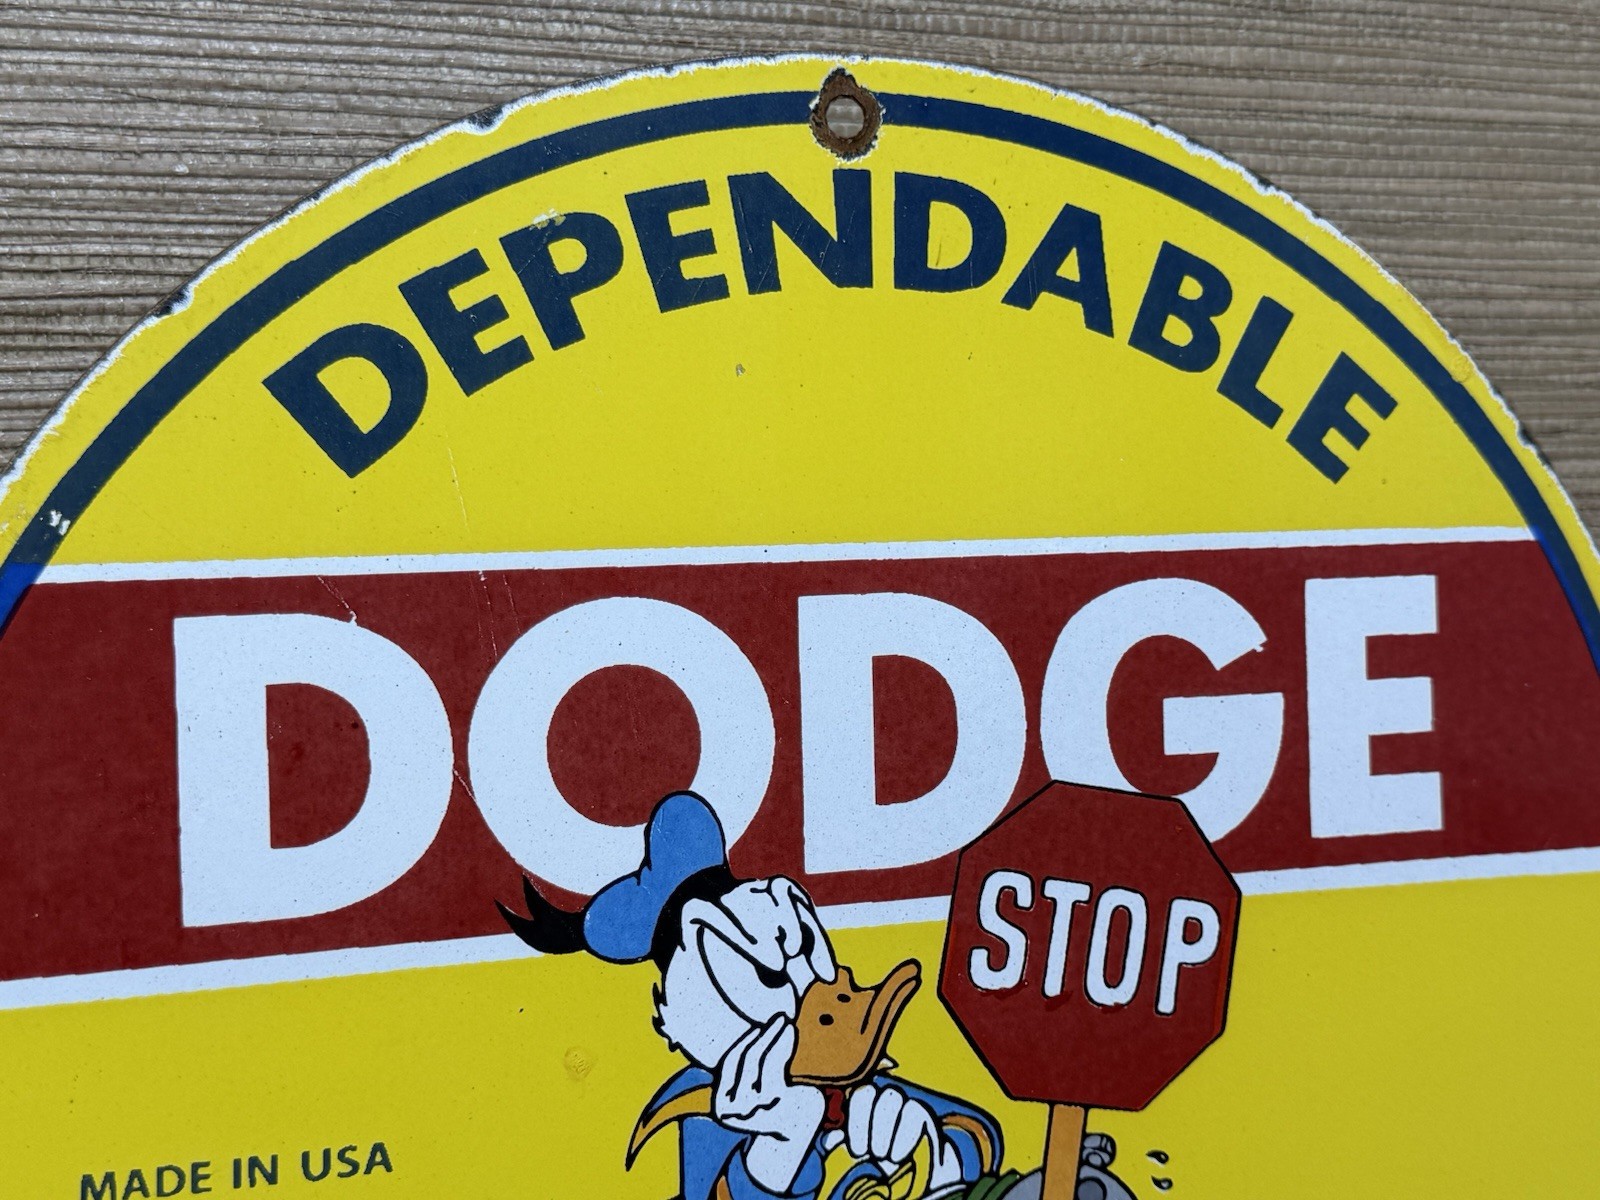 DEPENDABLE
DODGE
STOP
MADE IN USA